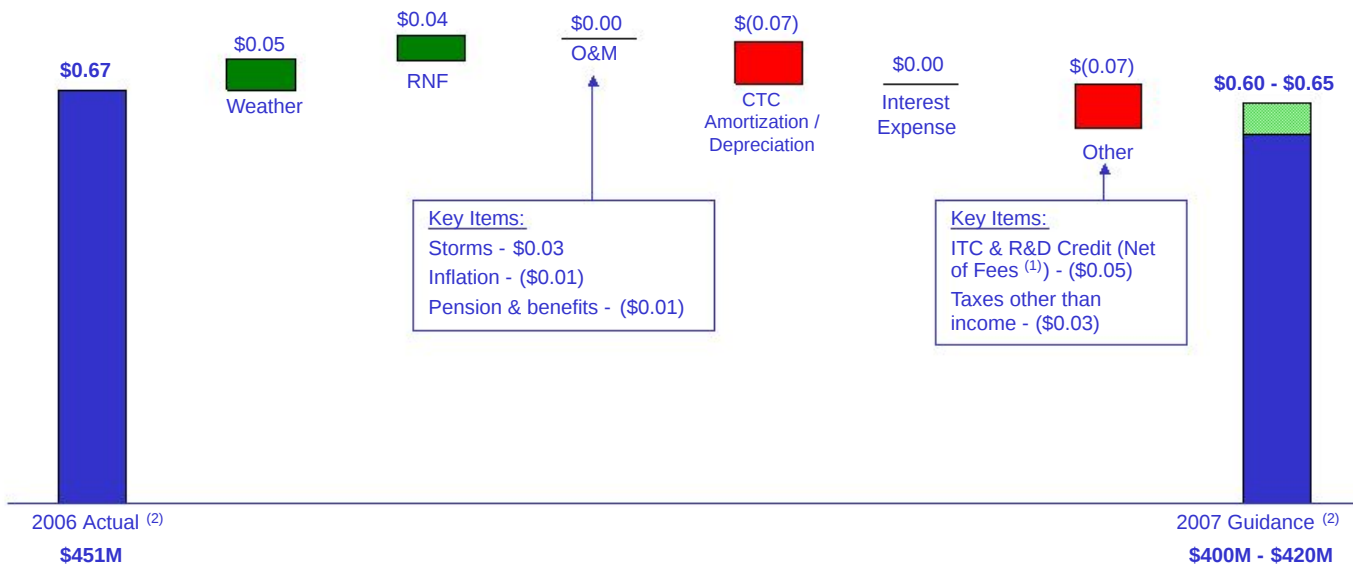 $0.67
$0.05
Weather
$0.04
RNF
$0.00
O&M
$(0.07)
CTC
Amortization /
Depreciation
$0.00
Interest
Expense
$(0.07)
Other
$0.60 - $0.65
Key Items:
Storms - $0.03
Inflation - ($0.01)
Pension & benefits - ($0.01)
Key Items:
ITC & R&D Credit (Net
of Fees (1)) - ($0.05)
Taxes other than
income - ($0.03)
2006 Actual (2)
$451M
2007 Guidance (2)
$400M - $420M